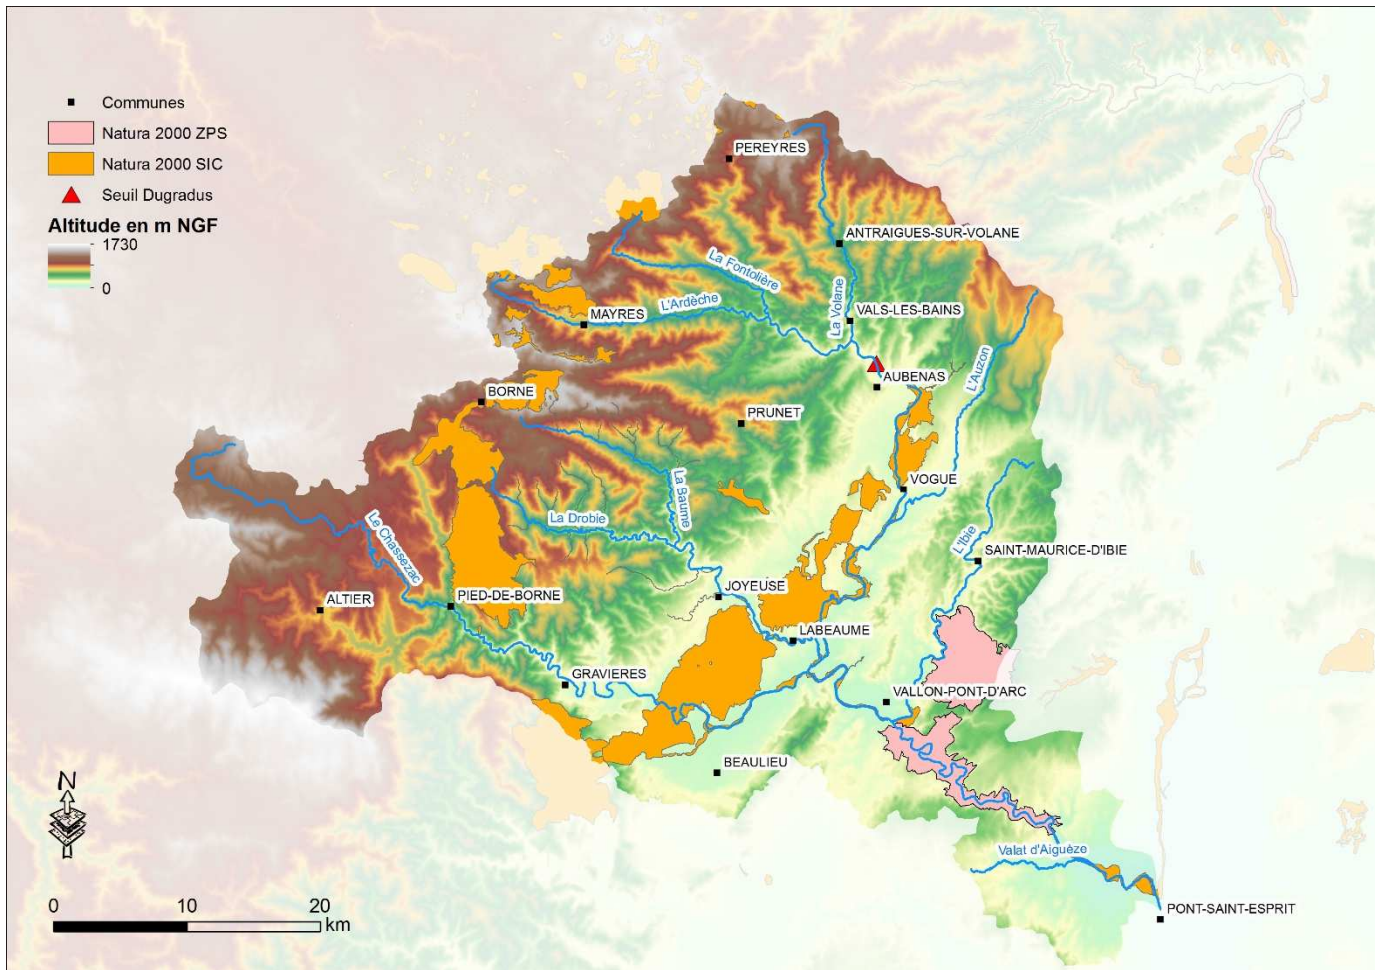 Communes
Natura 2000 ZPS
Natura 2000 SIC
Seuil Dugradus
Altitude en m NGF
1730
0
PEREYRES
ANTRAIGUES-SUR-VOLANE
La Fontolière
La Volane
L'Ardèche
MAYRES
VALS-LES-BAINS
L'Auzon
AUBENAS
BORNE
PRUNET
La Baume
VOGUE
La Drobie
Le Chassezac
L'Ibie
SAINT-MAURICE-D'IBIE
JOYEUSE
PIED-DE-BORNE
ALTIER
LABEAUME
GRAVIERES
VALLON-PONT-D'ARC
BEAULIEU
N
Valat d'Aiguèze
PONT-SAINT-ESPRIT
0 10 20
km